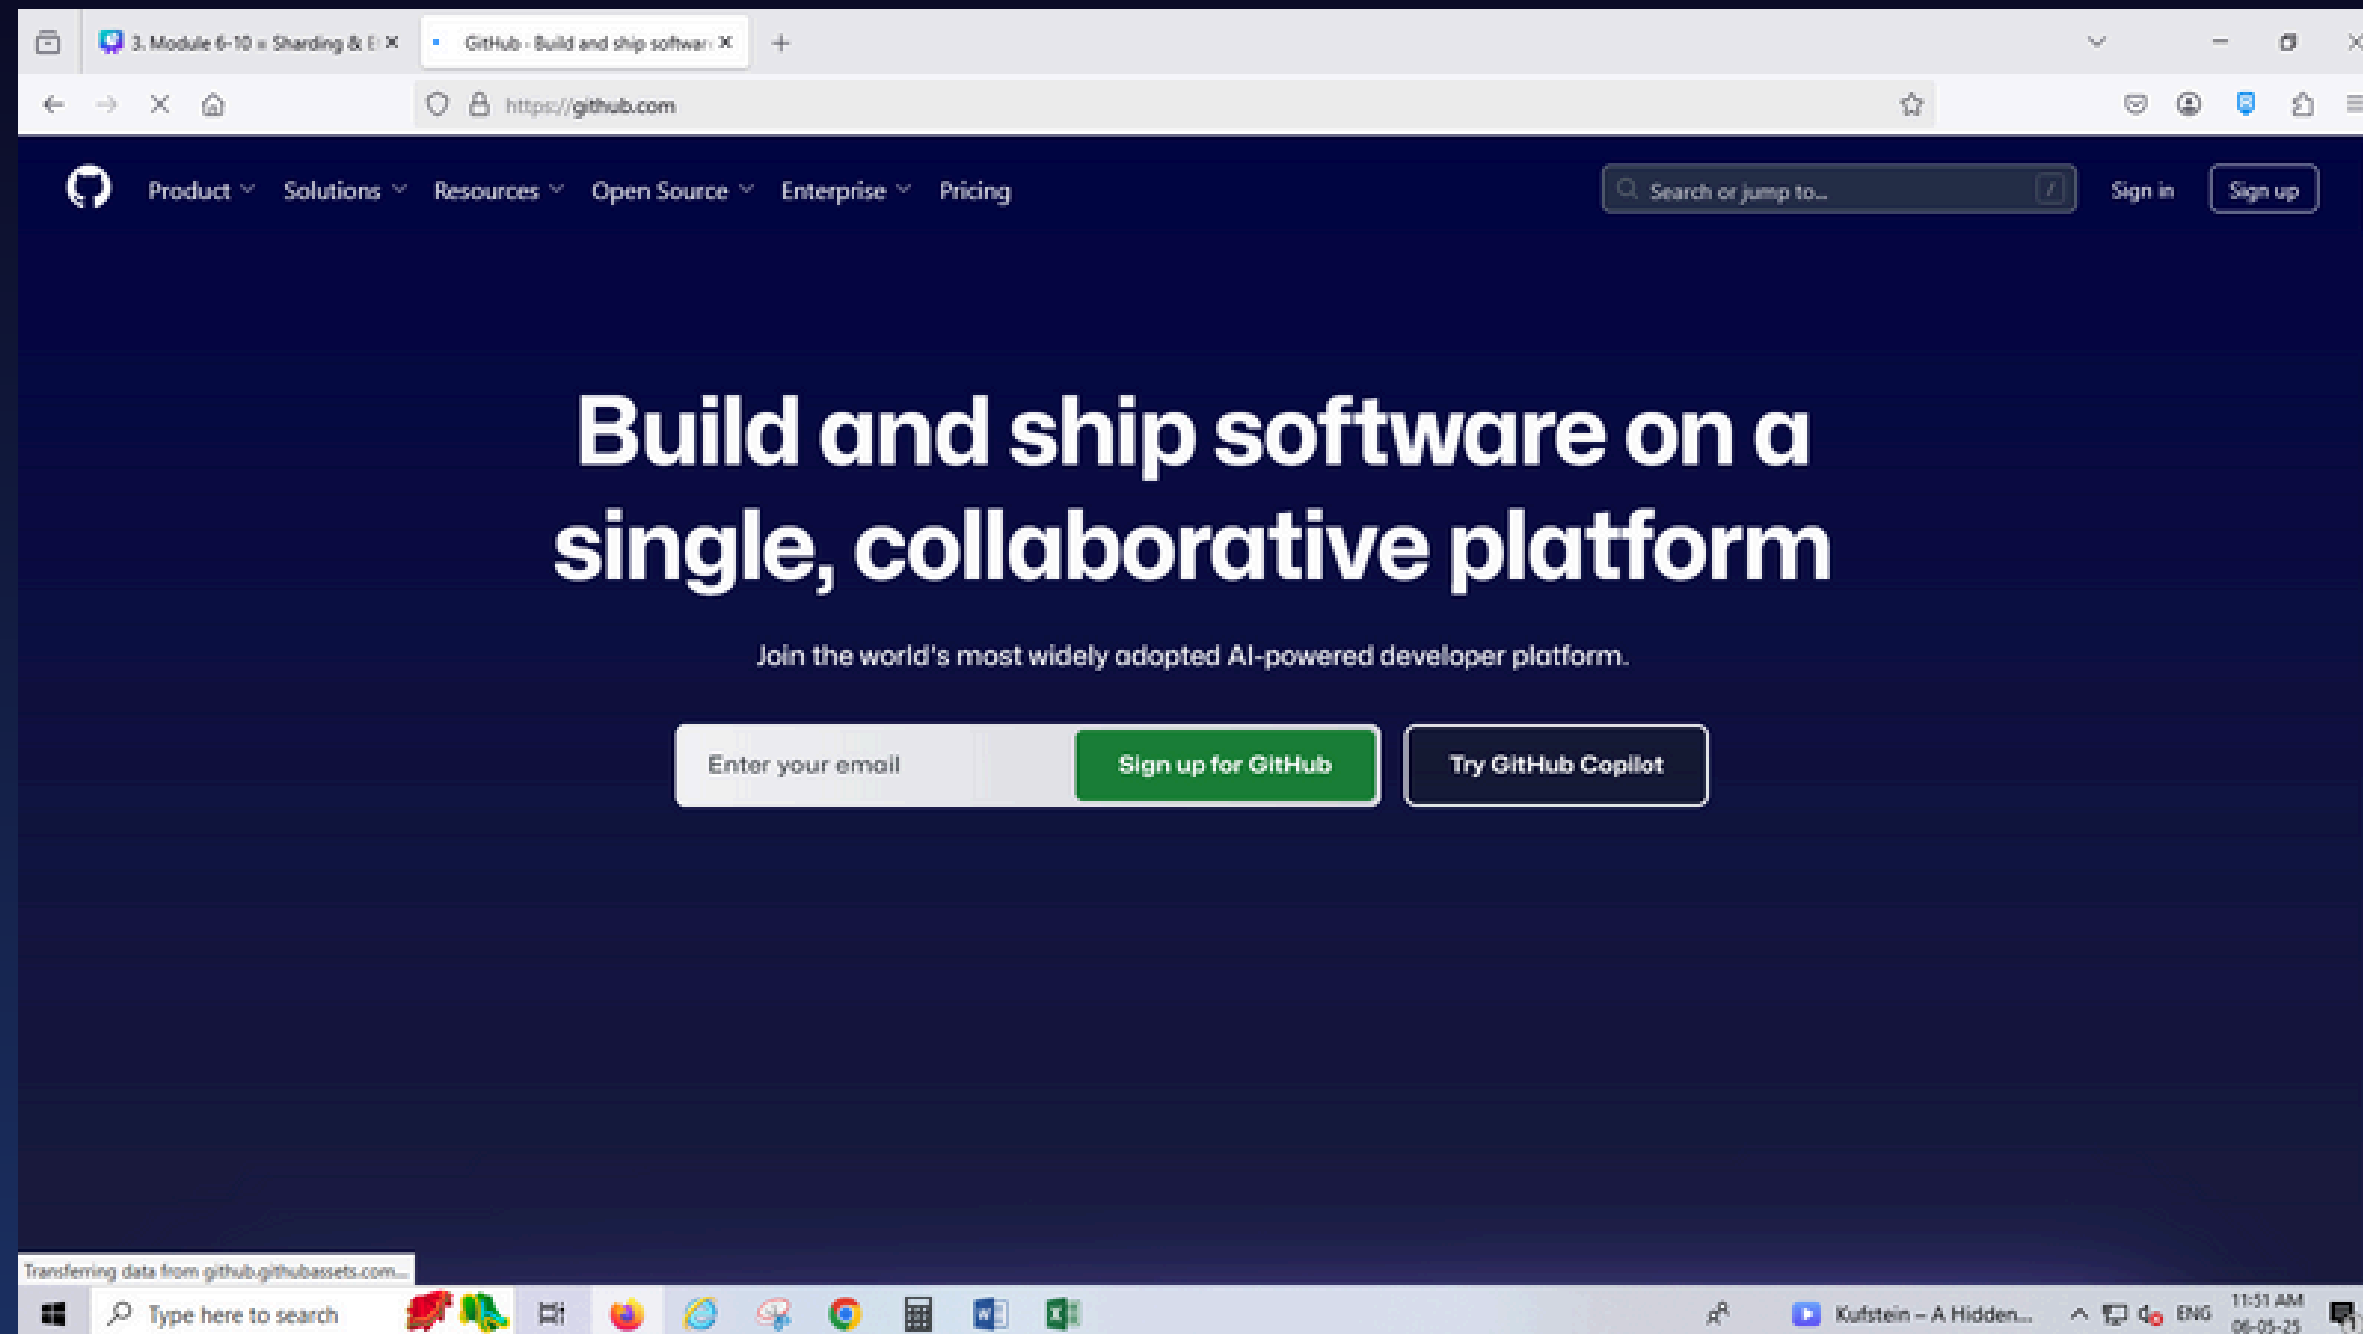 3. Module 6-10 = Sharding & E
GitHub · Build and ship softwar
https://github.com
Product
Solutions
Resources
Open Source
Enterprise
Pricing
Search or jump to...
/
Sign in
Sign up
Build and ship software on a
single, collaborative platform
Join the world's most widely adopted AI-powered developer platform.
Enter your email
Sign up for GitHub
Try GitHub Copilot
Transferring data from github.githubassets.com...
Type here to search
Kufstein – A Hidden...
ENG
11:51 AM
06-05-25